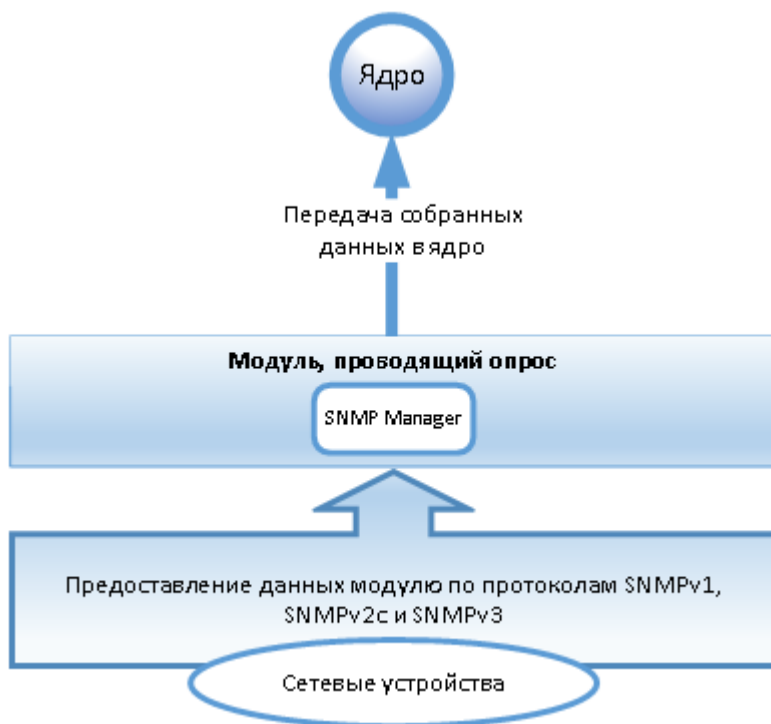 Ядро
Передача собранных
данных в ядро
Модуль, проводящий опрос
SNMP Manager
Предоставление данных модулю по протоколам SNMPv1,
SNMPv2c и SNMPv3
Сетевые устройства